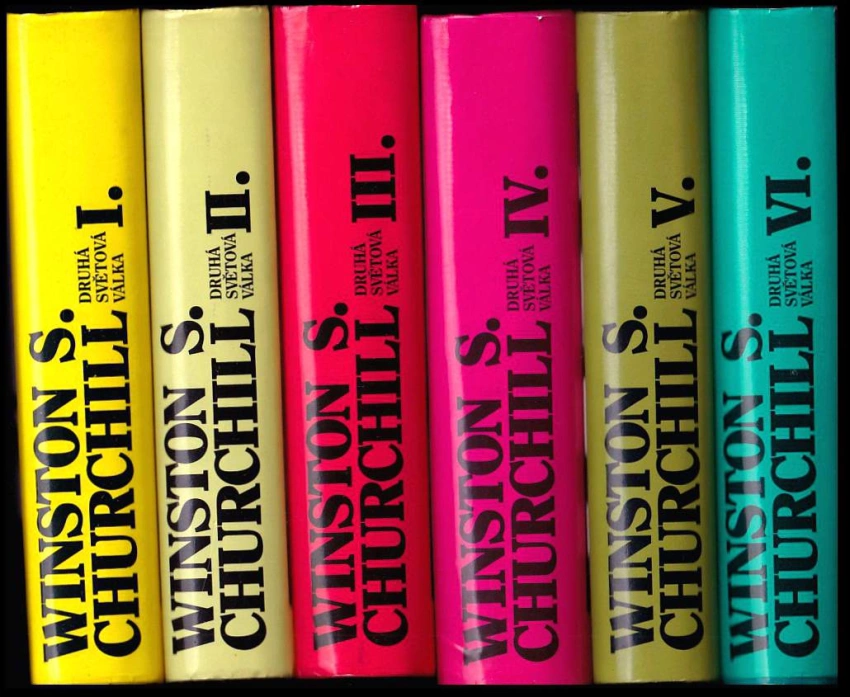 WINSTON S.
CHURCHILL
DRUHÁ
SVĚTOVÁ
VÁLKA
I.
WINSTON S.
CHURCHILL
DRUHÁ
SVĚTOVÁ
VÁLKA
II.
WINSTON S.
CHURCHILL
DRUHÁ
SVĚTOVÁ
VÁLKA
III.
WINSTON S.
CHURCHILL
DRUHÁ
SVĚTOVÁ
VÁLKA
IV.
WINSTON S.
CHURCHILL
DRUHÁ
SVĚTOVÁ
VÁLKA
V.
WINSTON S.
CHURCHILL
DRUHÁ
SVĚTOVÁ
VÁLKA
VI.